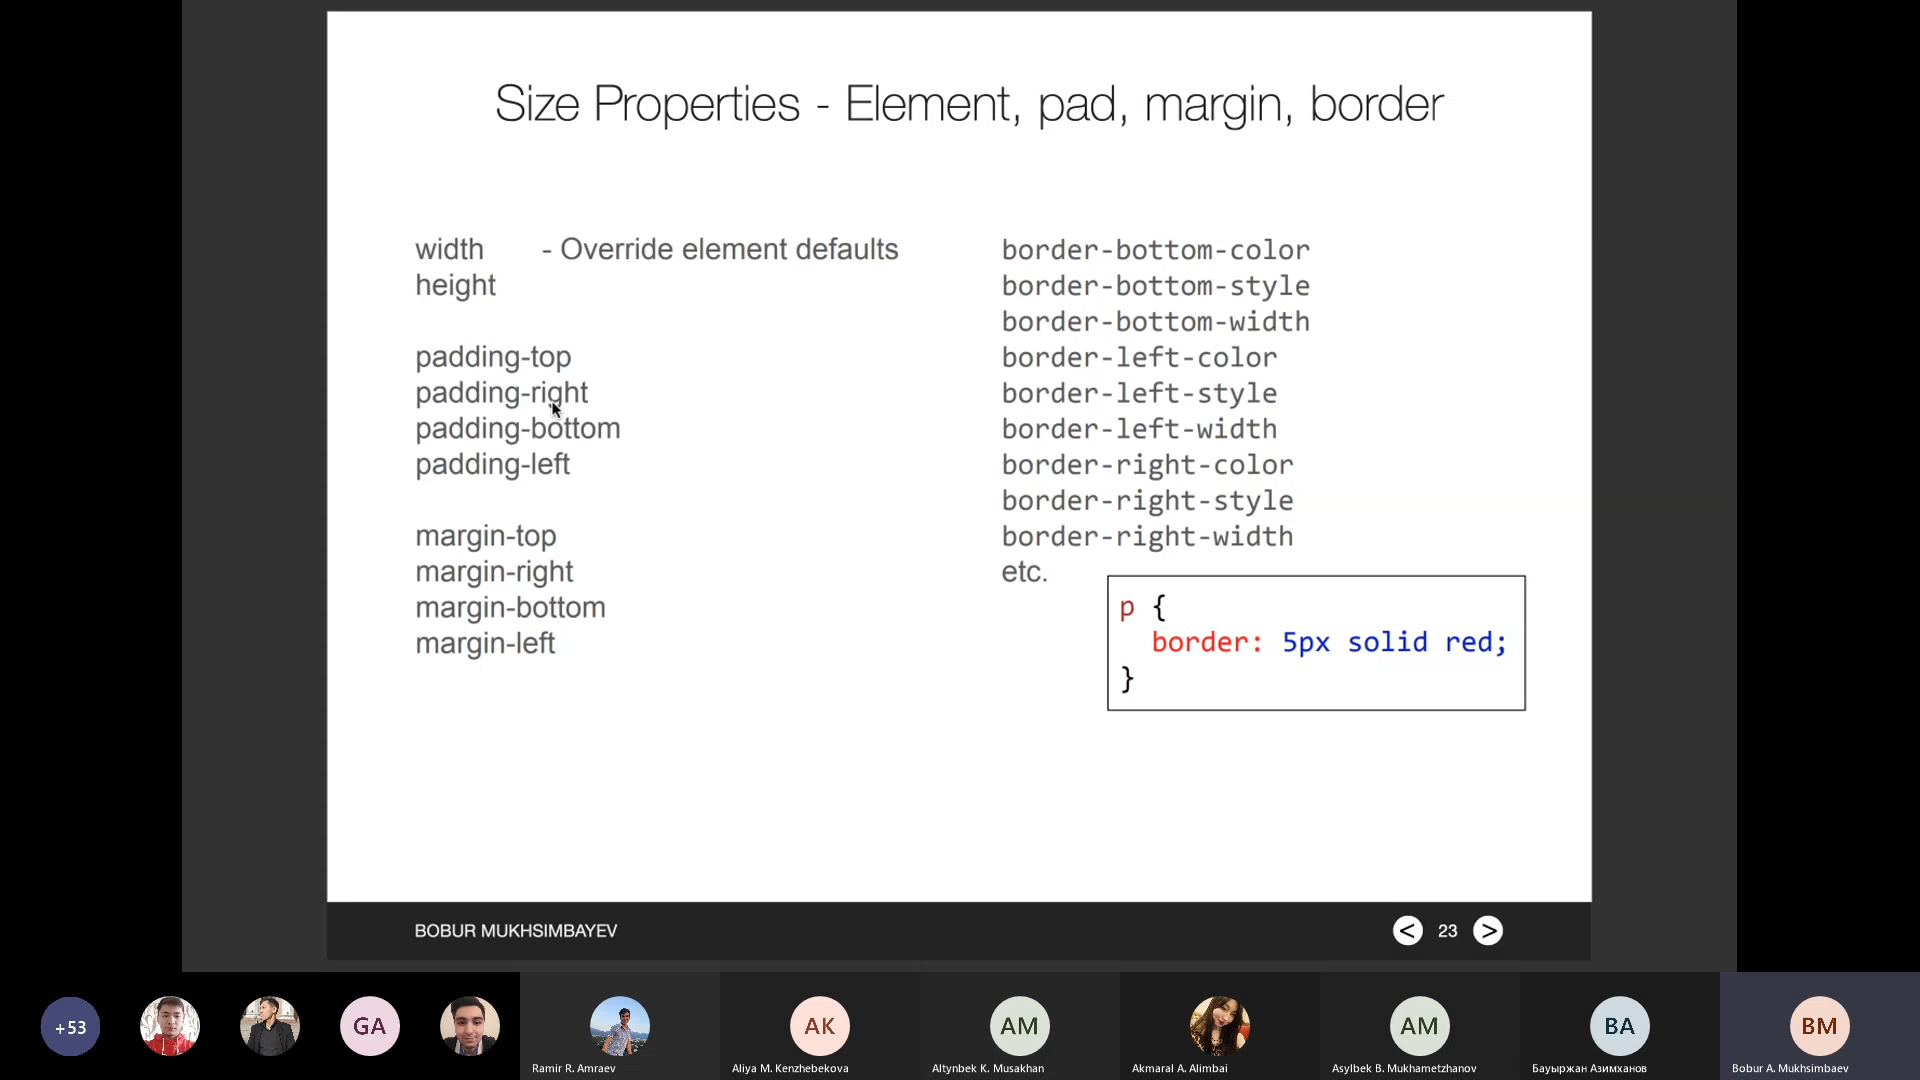 Size Properties - Element, pad, margin, border
width - Override element defaults
height
padding-top
padding-right
padding-bottom
padding-left
margin-top
margin-right
margin-bottom
margin-left
border-bottom-color
border-bottom-style
border-bottom-width
border-left-color
border-left-style
border-left-width
border-right-color
border-right-style
border-right-width
etc.
p {
border: 5px solid red;
}
BOBUR MUKHSIMBAYEV
< 23 >
+53
GA
AK
AM
AM
BA
BM
Ramir R. Amraev
Aliya M. Kenzhebekova
Altynbek K. Musakhan
Akmaral A. Alimbai
Asylbek B. Mukhametzhanov
Бауыржан Азимханов
Bobur A. Mukhsimbaev